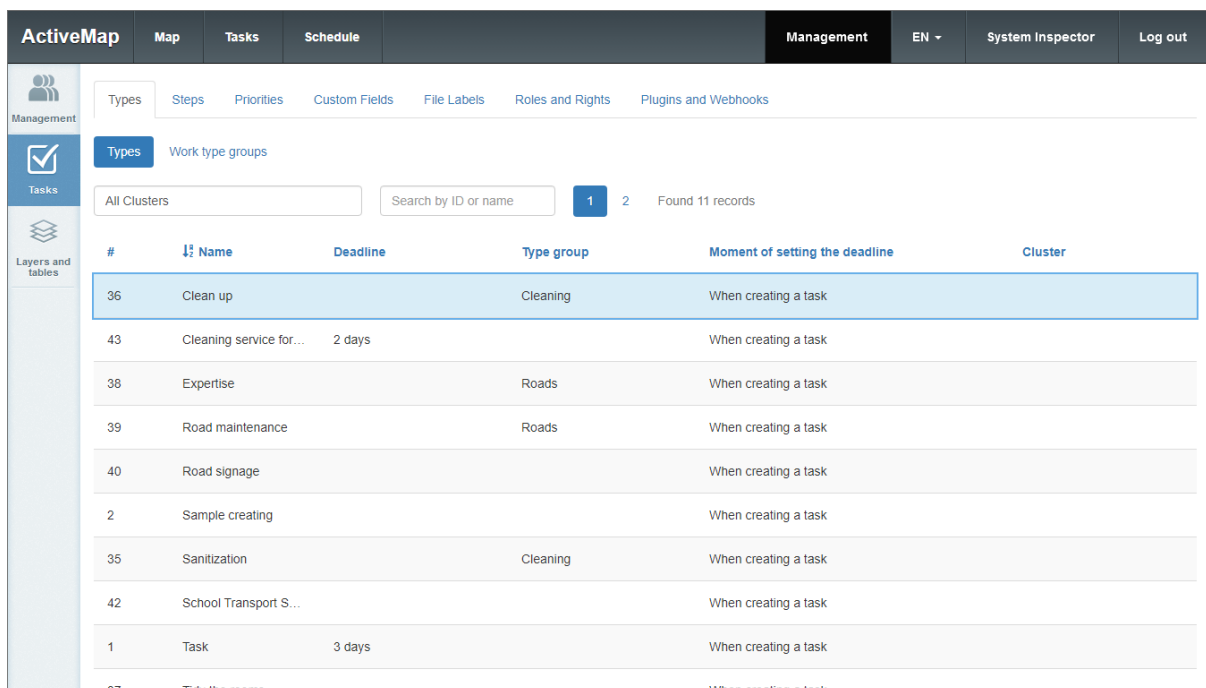 ActiveMap Map Tasks Schedule Management EN System Inspector Log out
Management
Tasks
Layers and
tables
Types Steps Priorities Custom Fields File Labels Roles and Rights Plugins and Webhooks
Types Work type groups
All Clusters Search by ID or name 1 2 Found 11 records
# Name Deadline Type group Moment of setting the deadline Cluster
36 Clean up Cleaning When creating a task
43 Cleaning service for… 2 days When creating a task
38 Expertise Roads When creating a task
39 Road maintenance Roads When creating a task
40 Road signage When creating a task
2 Sample creating When creating a task
35 Sanitization Cleaning When creating a task
42 School Transport S… When creating a task
1 Task 3 days When creating a task